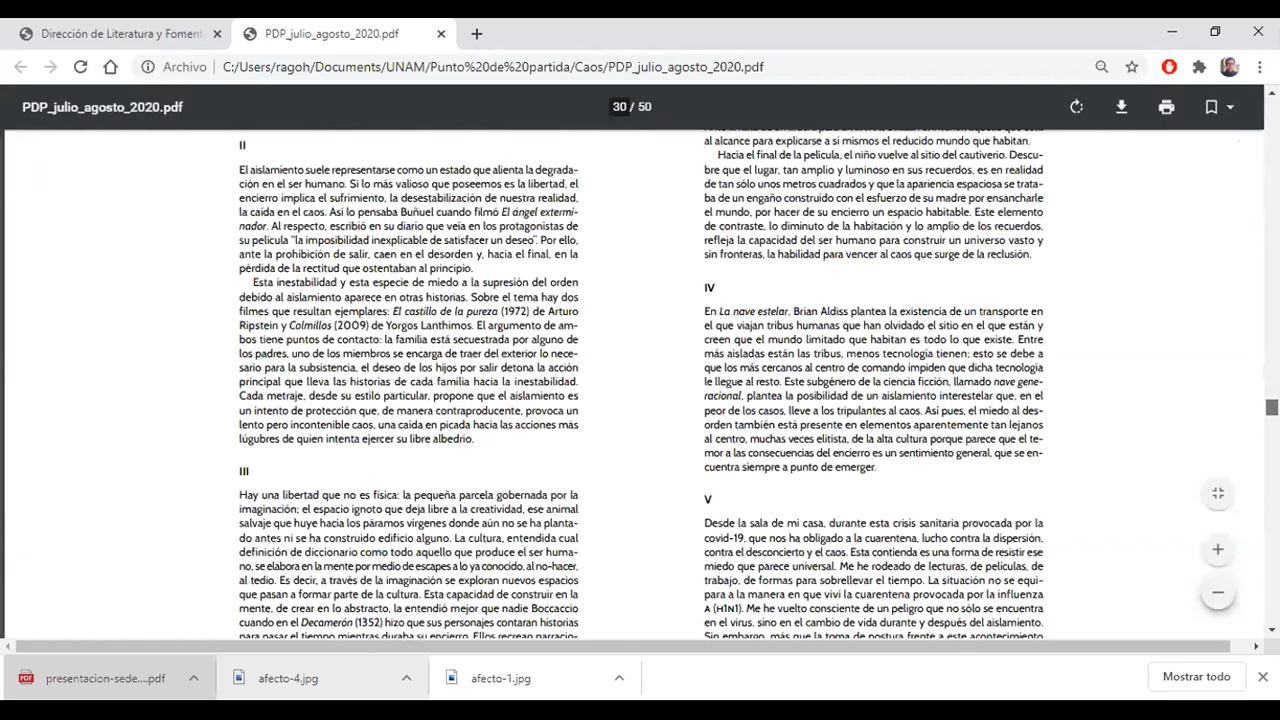 Dirección de Literatura y Foment
PDP_julio_agosto_2020.pdf
Archivo
C:/Users/ragoh/Documents/UNAM/Punto%20de%20partida/Caos/PDP_julio_agosto_2020.pdf
PDP_julio_agosto_2020.pdf
30 / 50
II
El aislamiento suele representarse como un estado que alienta la degrada-
ción en el ser humano. Si lo más valioso que poseemos es la libertad, el
encierro implica el sufrimiento, la desestabilización de nuestra realidad,
la caída en el caos. Así lo pensaba Buñuel cuando filmó El ángel extermi-
nador. Al respecto, escribió en su diario que veía en los protagonistas de
su película "la imposibilidad inexplicable de satisfacer un deseo". Por ello,
ante la prohibición de salir, caen en el desorden y, hacia el final, en la
pérdida de la rectitud que ostentaban al principio.
Esta inestabilidad y esta especie de miedo a la supresión del orden
debido al aislamiento aparece en otras historias. Sobre el tema hay dos
filmes que resultan ejemplares: El castillo de la pureza (1972) de Arturo
Ripstein y Colmillos (2009) de Yorgos Lanthimos. El argumento de am-
bos tiene puntos de contacto: la familia está secuestrada por alguno de
los padres, uno de los miembros se encarga de traer del exterior lo nece-
sario para la subsistencia, el deseo de los hijos por salir detona la acción
principal que lleva las historias de cada familia hacia la inestabilidad.
Cada metraje, desde su estilo particular, propone que el aislamiento es
un intento de protección que, de manera contraproducente, provoca un
lento pero incontenible caos, una caída en picada hacia las acciones más
lúgubres de quien intenta ejercer su libre albedrío.
III
Hay una libertad que no es física: la pequeña parcela gobernada por la
imaginación; el espacio ignoto que deja libre a la creatividad, ese animal
salvaje que huye hacia los páramos vírgenes donde aún no se ha planta-
do antes ni se ha construido edificio alguno. La cultura, entendida cual
definición de diccionario como todo aquello que produce el ser huma-
no, se elabora en la mente por medio de escapes a lo ya conocido, al no-hacer,
al tedio. Es decir, a través de la imaginación se exploran nuevos espacios
que pasan a formar parte de la cultura. Esta capacidad de construir en la
mente, de crear en lo abstracto, la entendió mejor que nadie Boccaccio
cuando en el Decamerón (1352) hizo que sus personajes contaran historias
para pasar el tiempo mientras duraba su encierro. Ellos recrean narracio-
al alcance para explicarse a sí mismos el reducido mundo que habitan.
Hacia el final de la película, el niño vuelve al sitio del cautiverio. Descu-
bre que el lugar, tan amplio y luminoso en sus recuerdos, es en realidad
de tan sólo unos metros cuadrados y que la apariencia espaciosa se trata-
ba de un engaño construido con el esfuerzo de su madre por ensancharle
el mundo, por hacer de su encierro un espacio habitable. Este elemento
de contraste, lo diminuto de la habitación y lo amplio de los recuerdos,
refleja la capacidad del ser humano para construir un universo vasto y
sin fronteras, la habilidad para vencer al caos que surge de la reclusión.
IV
En La nave estelar, Brian Aldiss plantea la existencia de un transporte en
el que viajan tribus humanas que han olvidado el sitio en el que están y
creen que el mundo limitado que habitan es todo lo que existe. Entre
más aisladas están las tribus, menos tecnología tienen; esto se debe a
que los más cercanos al centro de comando impiden que dicha tecnología
le llegue al resto. Este subgénero de la ciencia ficción, llamado nave gene-
racional, plantea la posibilidad de un aislamiento interestelar que, en el
peor de los casos, lleve a los tripulantes al caos. Así pues, el miedo al des-
orden también está presente en elementos aparentemente tan lejanos
al centro, muchas veces elitista, de la alta cultura porque parece que el te-
mor a las consecuencias del encierro es un sentimiento general, que se en-
cuentra siempre a punto de emerger.
V
Desde la sala de mi casa, durante esta crisis sanitaria provocada por la
covid-19, que nos ha obligado a la cuarentena, lucho contra la dispersión,
contra el desconcierto y el caos. Esta contienda es una forma de resistir ese
miedo que parece universal. Me he rodeado de lecturas, de películas, de
trabajo, de formas para sobrellevar el tiempo. La situación no se equi-
para a la manera en que viví la cuarentena provocada por la influenza
A (H1N1). Me he vuelto consciente de un peligro que no sólo se encuentra
en el virus, sino en el cambio de vida durante y después del aislamiento.
Sin embargo, más que la toma de postura frente a este acontecimiento
presentacion-sede....pdf
afecto-4.jpg
afecto-1.jpg
Mostrar todo